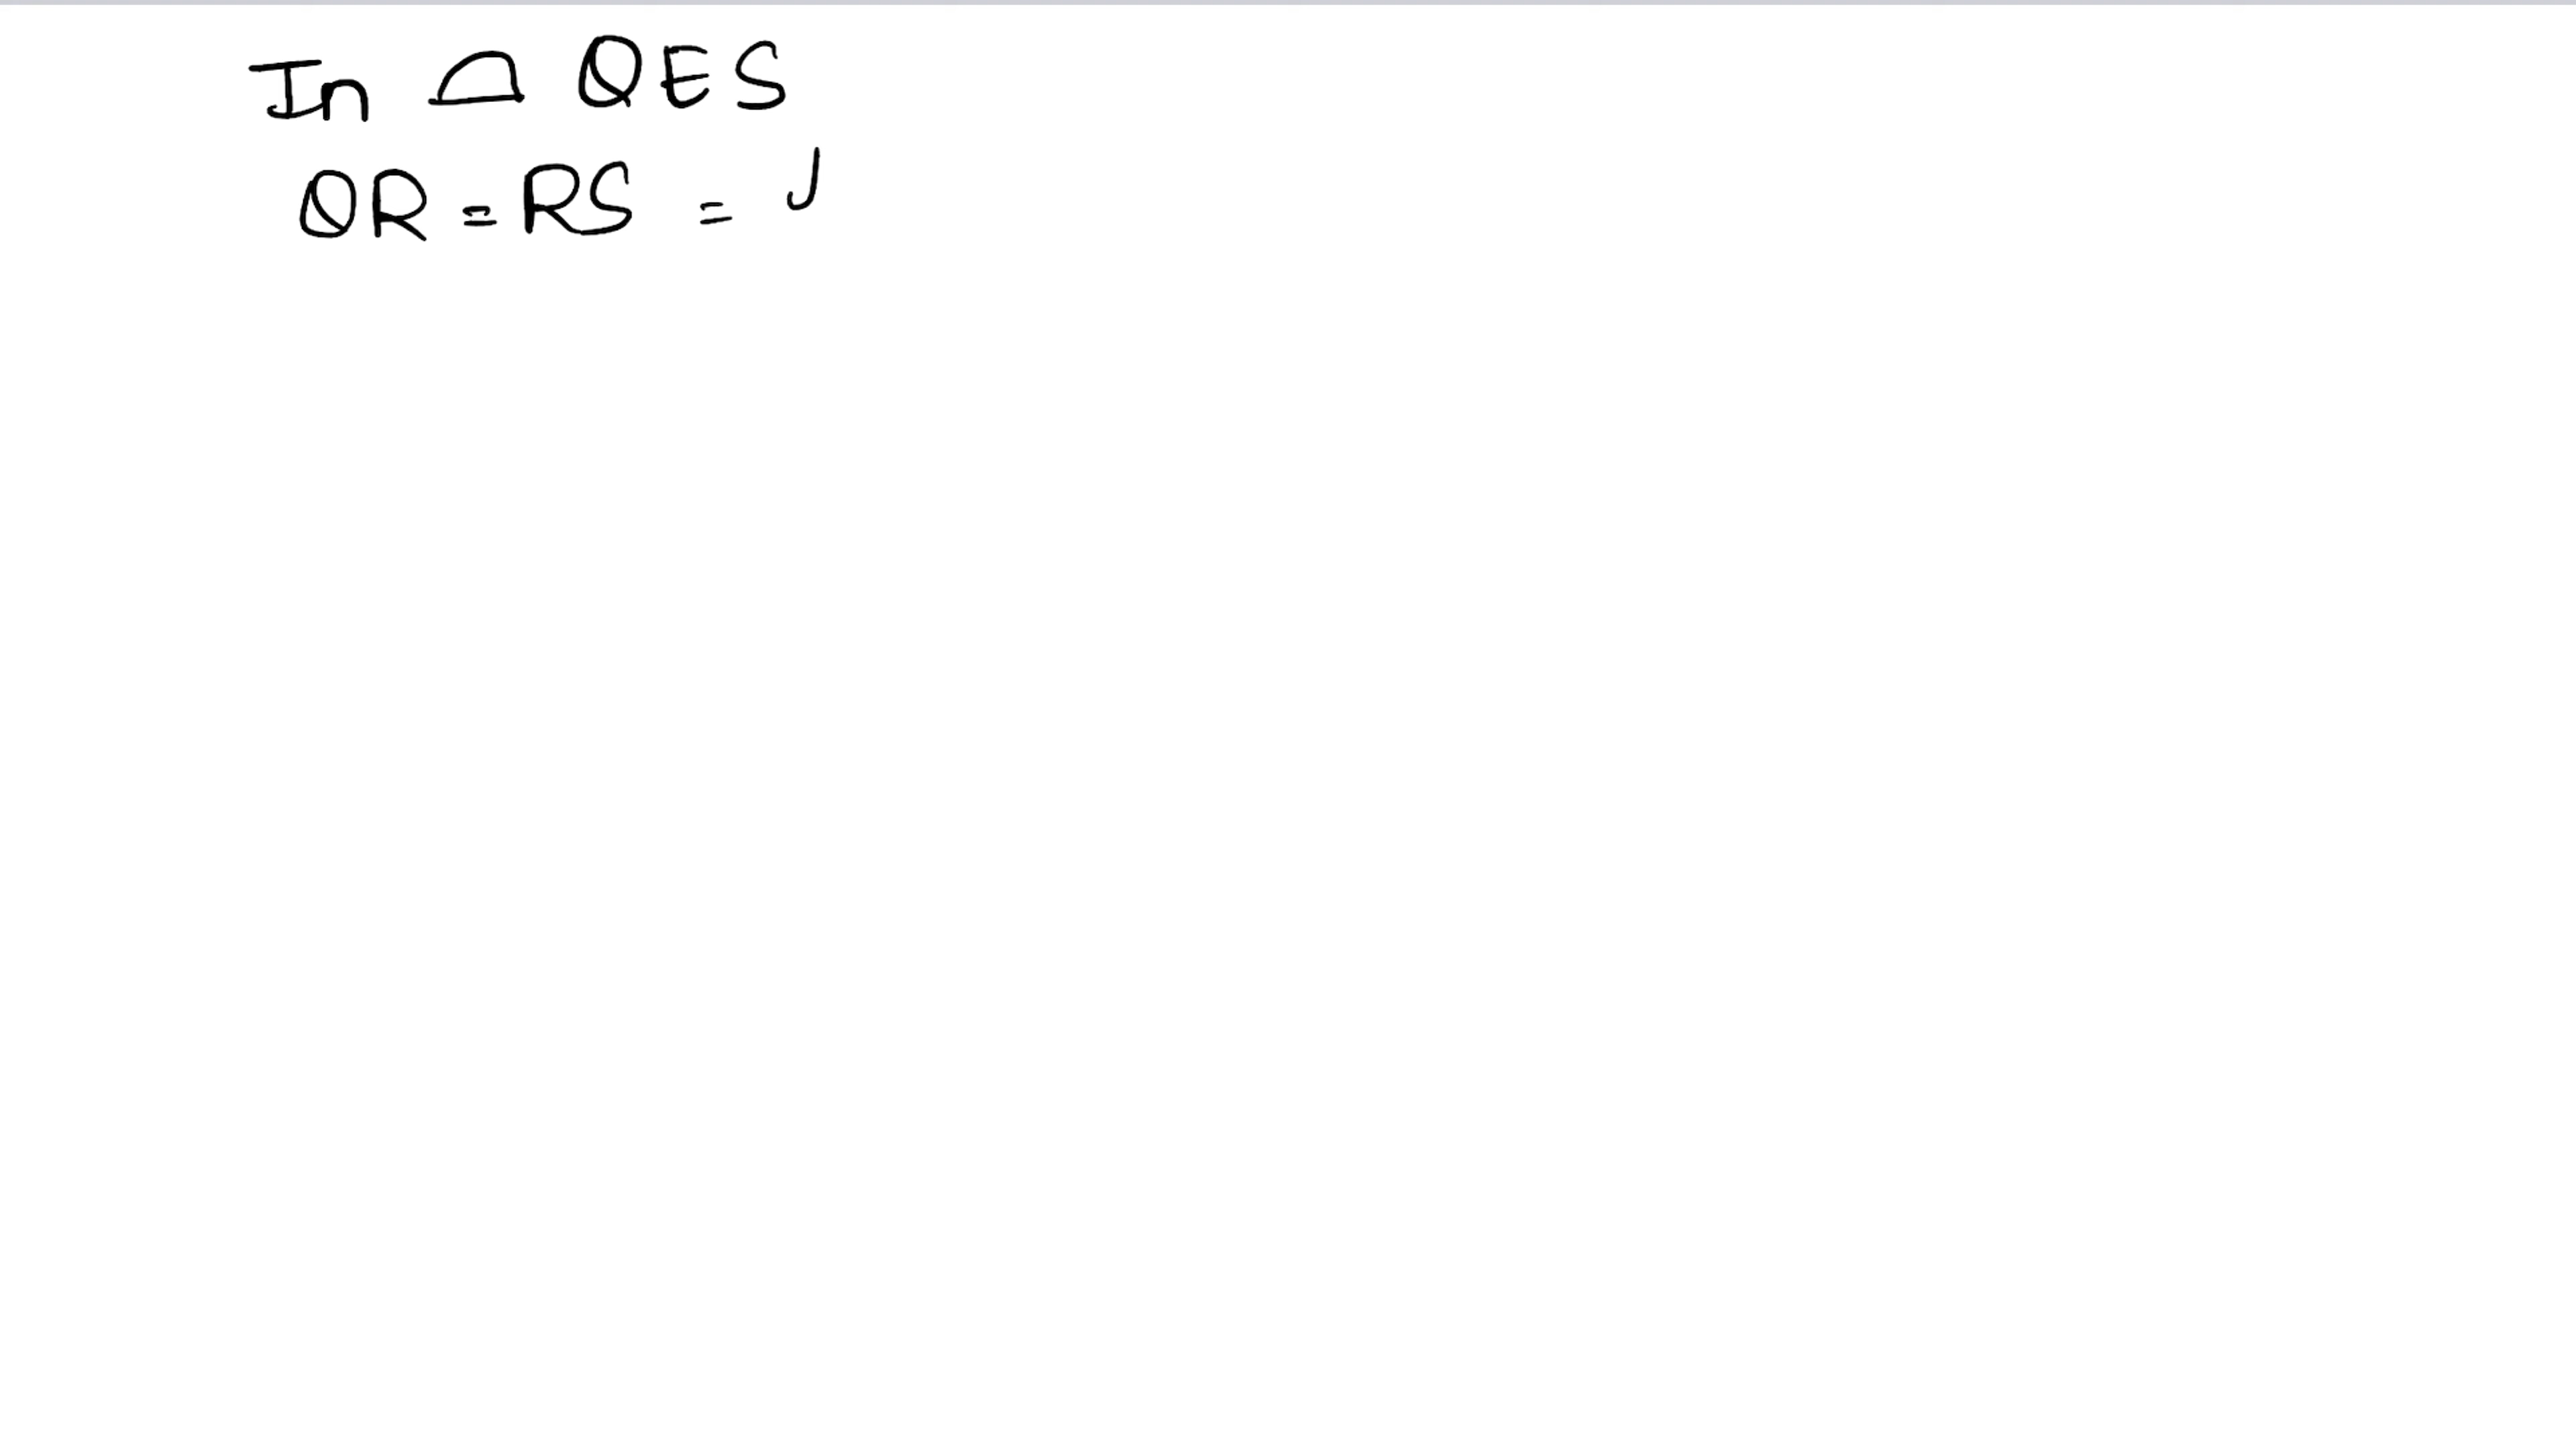 In △ QES
QR = RS = J